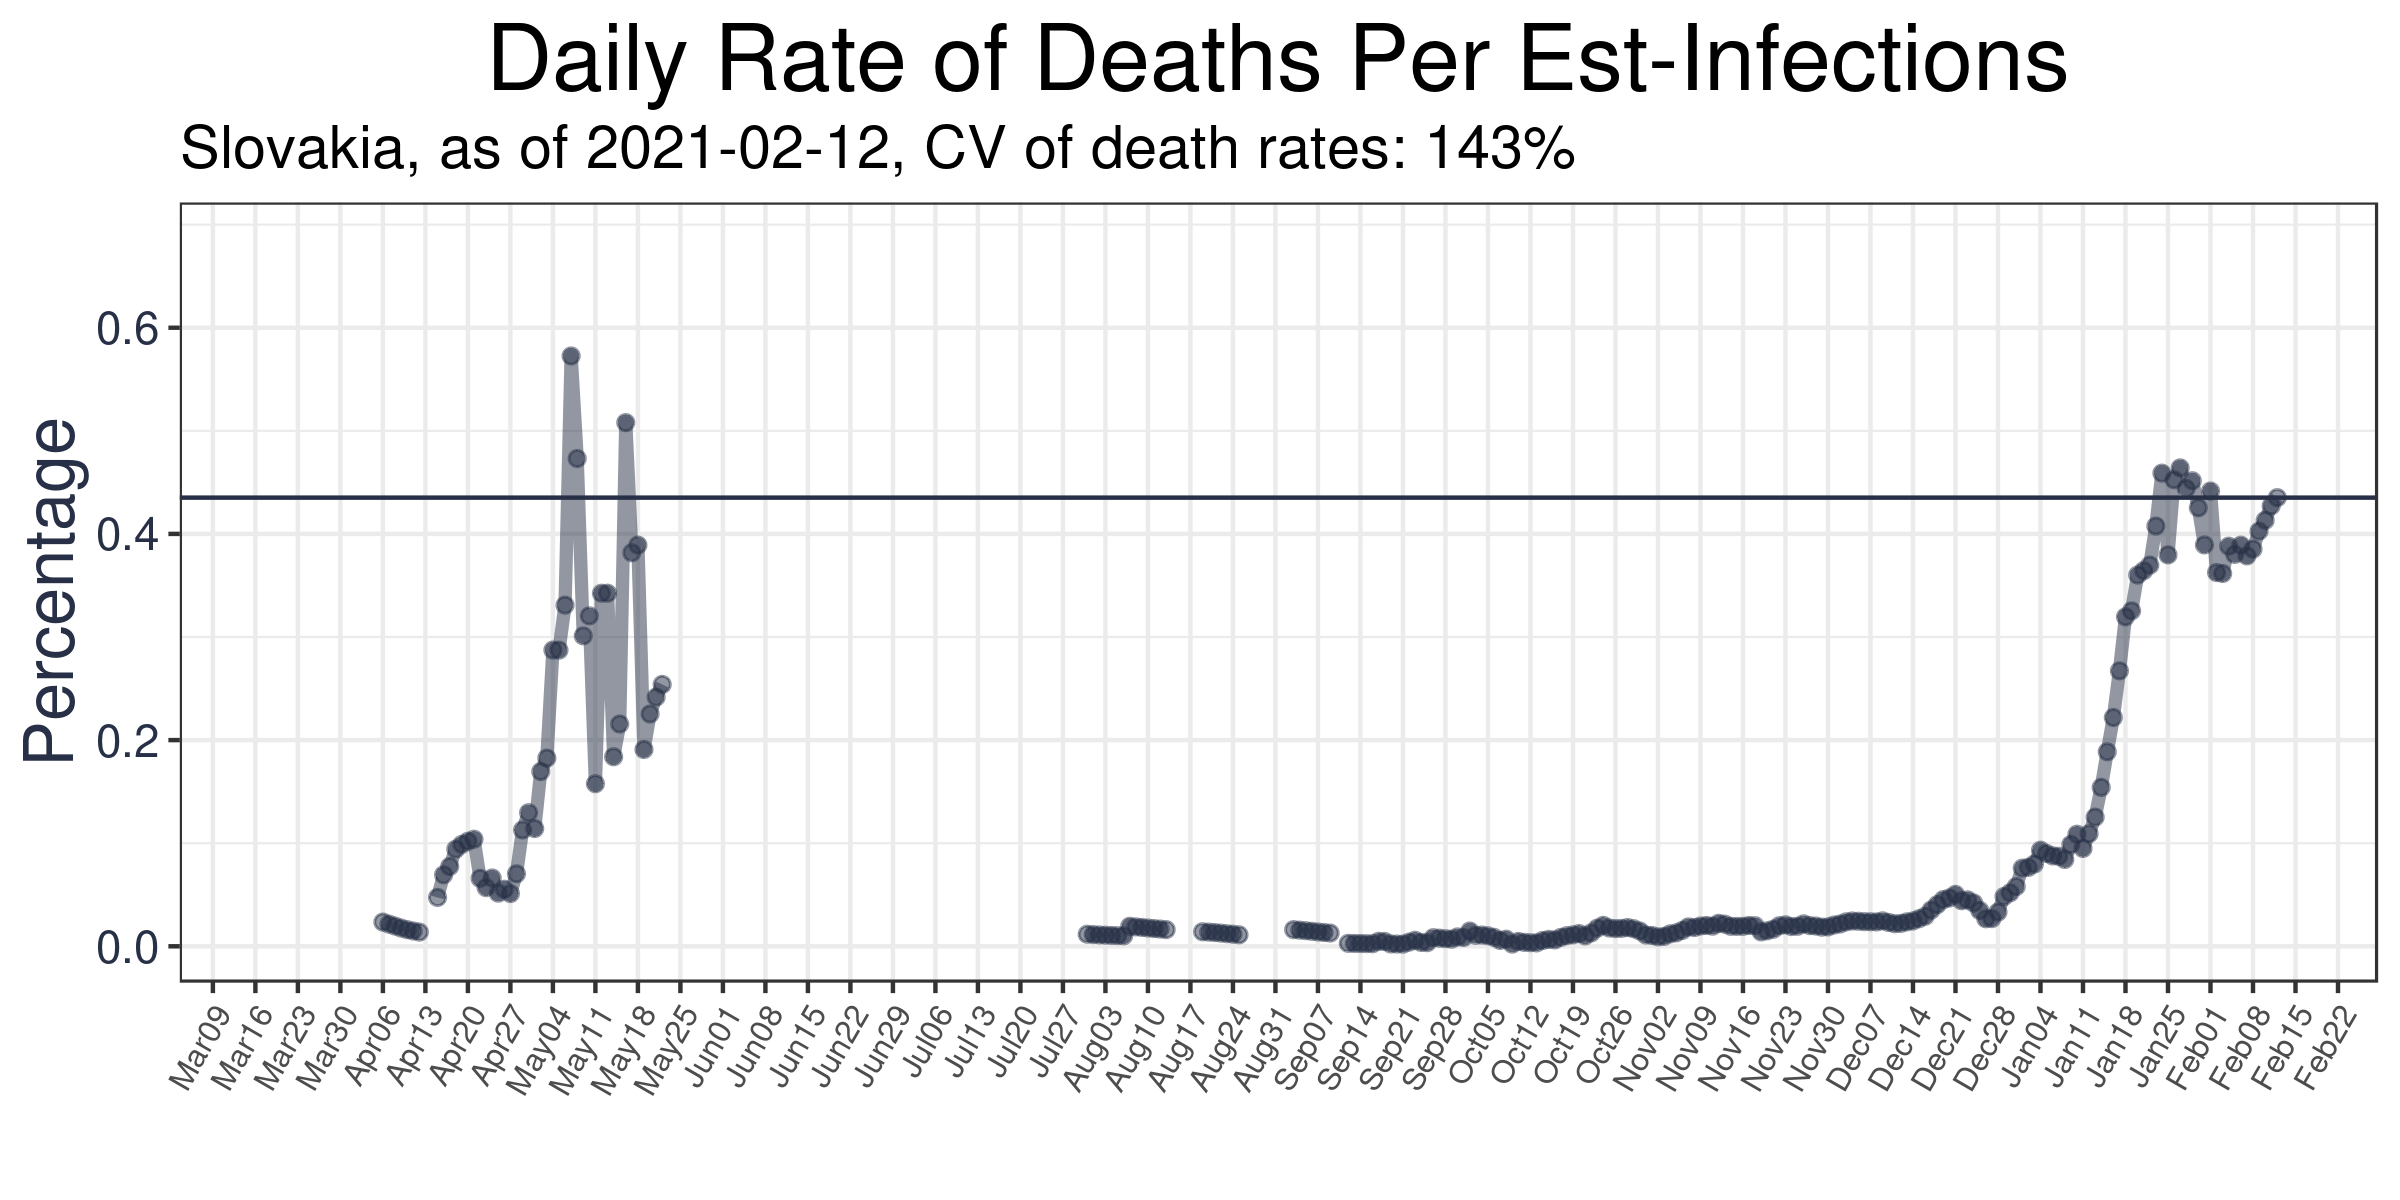 Daily Rate of Deaths Per Est-Infections
Slovakia, as of 2021-02-12, CV of death rates: 143%
Percentage
0.6
0.4
0.2
0.0
Mar09 Mar16 Mar23 Mar30 Apr06 Apr13 Apr20 Apr27 May04 May11 May18 May25 Jun01 Jun08 Jun15 Jun22 Jun29 Jul06 Jul13 Jul20 Jul27 Aug03 Aug10 Aug17 Aug24 Aug31 Sep07 Sep14 Sep21 Sep28 Oct05 Oct12 Oct19 Oct26 Nov02 Nov09 Nov16 Nov23 Nov30 Dec07 Dec14 Dec21 Dec28 Jan04 Jan11 Jan18 Jan25 Feb01 Feb08 Feb15 Feb22